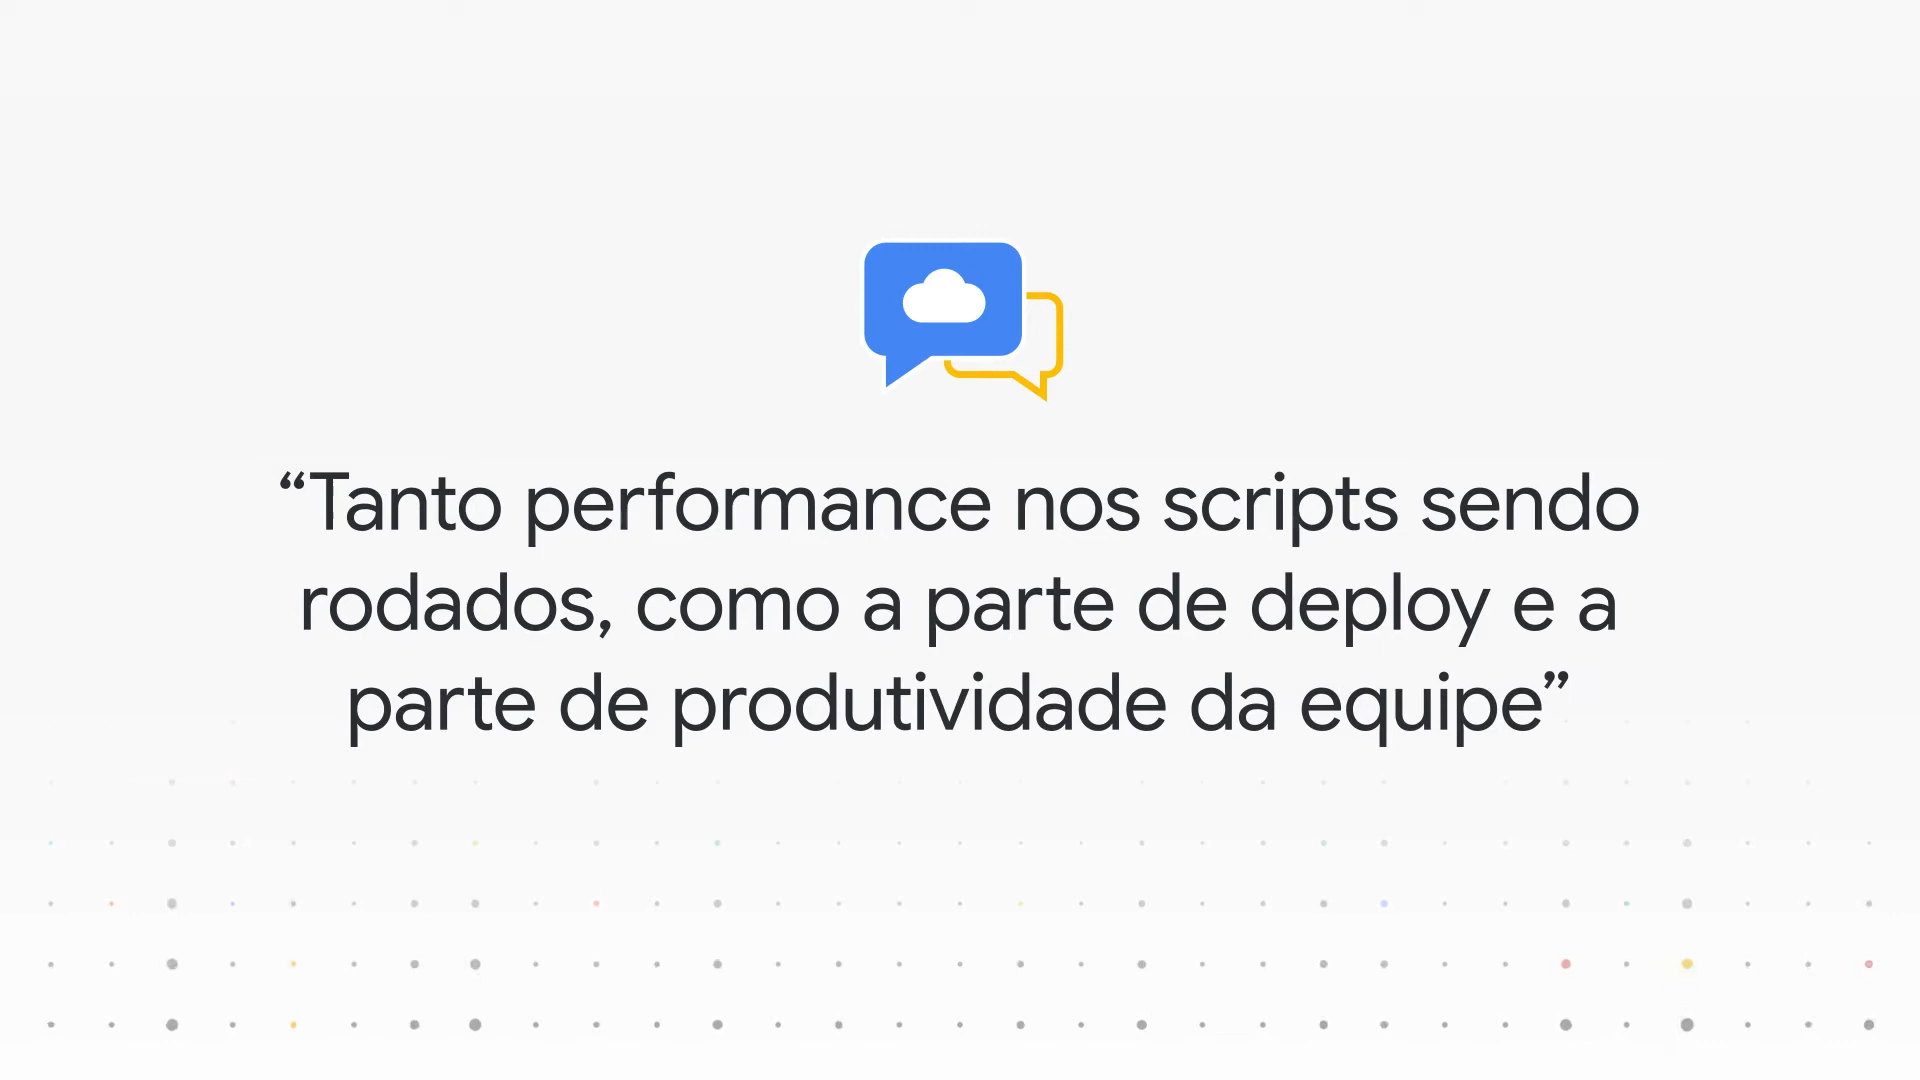 “Tanto performance nos scripts sendo
rodados, como a parte de deploy e a
parte de produtividade da equipe”